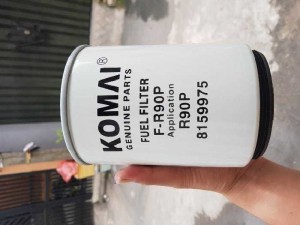 KOMAI®
GENUINE PARTS
FUEL FILTER
F-R90P
Application
R90P
8159975